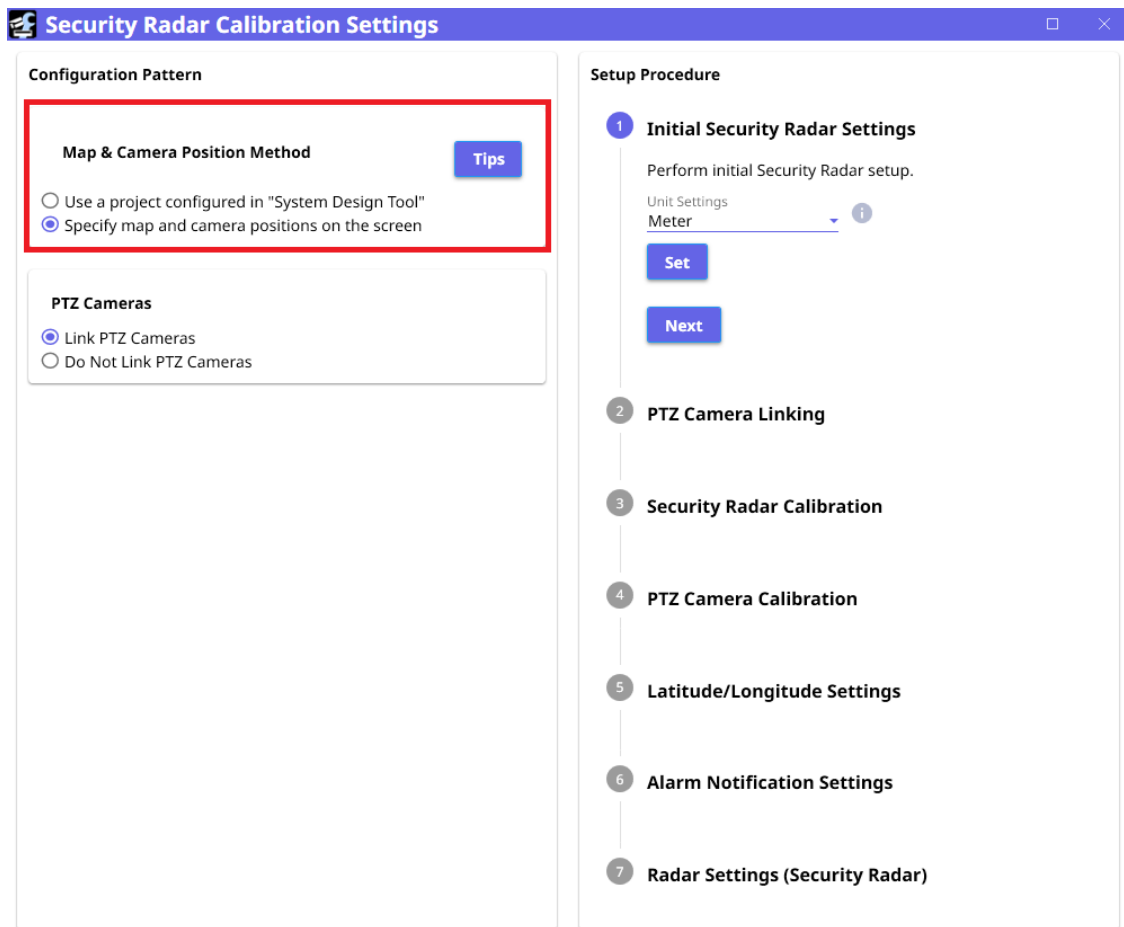 Security Radar Calibration Settings
Configuration Pattern
Map & Camera Position Method
Tips
Use a project configured in "System Design Tool"
Specify map and camera positions on the screen
PTZ Cameras
Link PTZ Cameras
Do Not Link PTZ Cameras
Setup Procedure
1 Initial Security Radar Settings
Perform initial Security Radar setup.
Unit Settings
Meter
i
Set
Next
2 PTZ Camera Linking
3 Security Radar Calibration
4 PTZ Camera Calibration
5 Latitude/Longitude Settings
6 Alarm Notification Settings
7 Radar Settings (Security Radar)